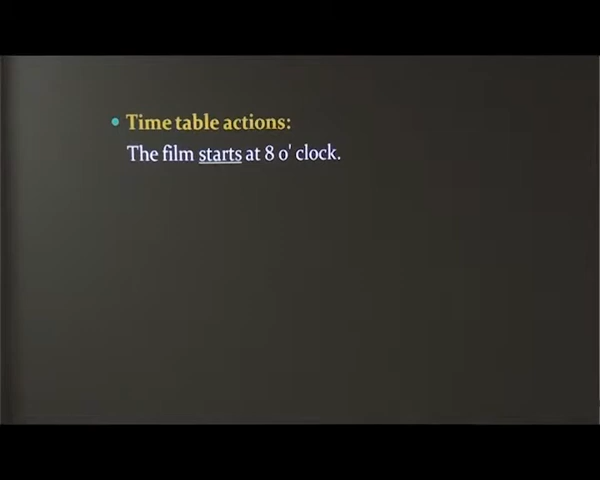 • Time table actions:
The film starts at 8 o' clock.